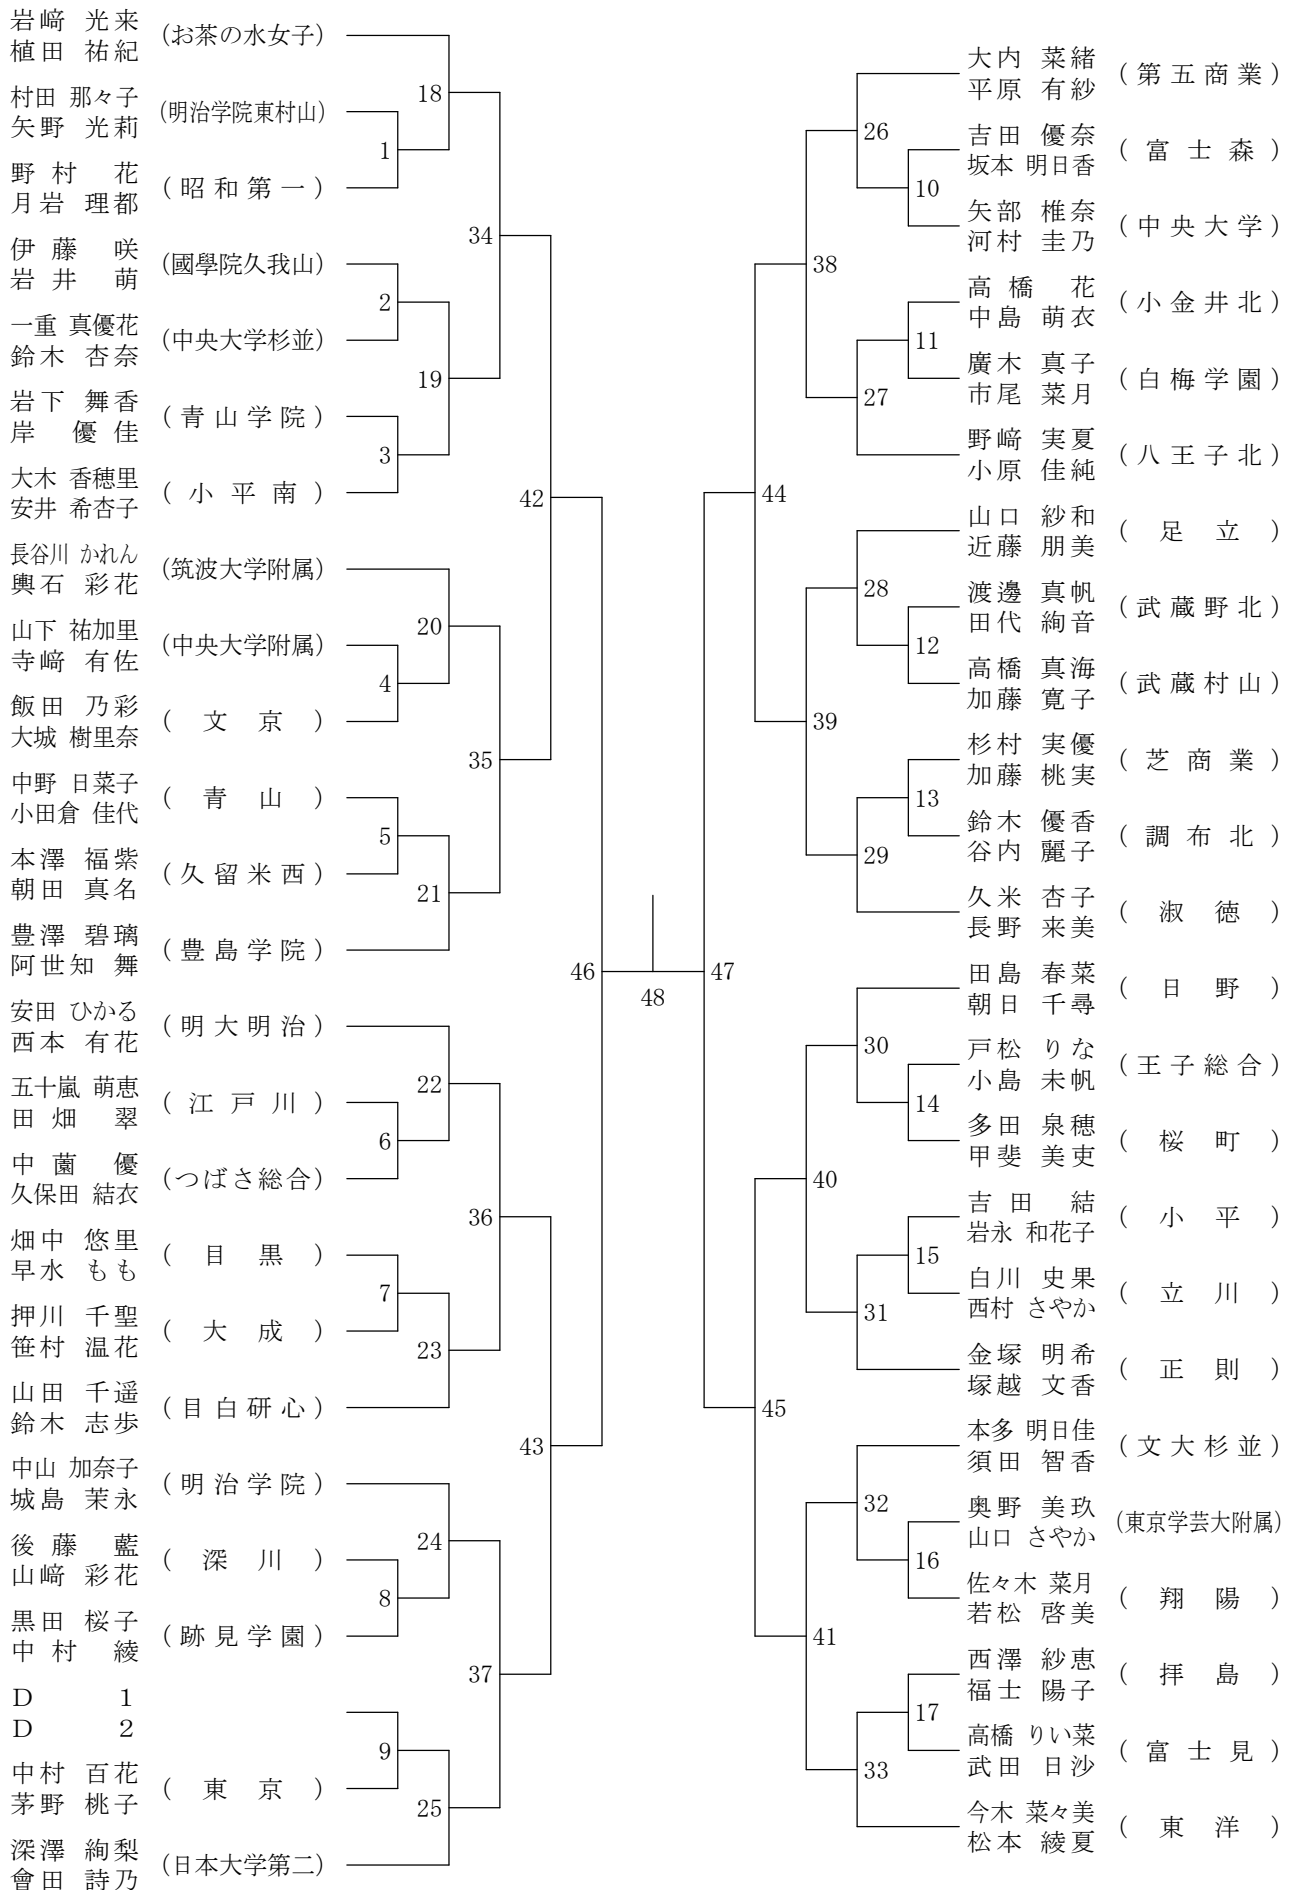 岩﨑 光来
植田 祐紀
(お茶の水女子)
村田 那々子
矢野 光莉
(明治学院東村山)
野村 花
月岩 理都
(昭和第一)
伊藤 咲
岩井 萌
(國學院久我山)
一重 真優花
鈴木 杏奈
(中央大学杉並)
岩下 舞香
岸 優佳
(青山学院)
大木 香穂里
安井 希杏子
(小平南)
長谷川 かれん
輿石 彩花
(筑波大学附属)
山下 祐加里
寺﨑 有佐
(中央大学附属)
飯田 乃彩
大城 樹里奈
(文京)
中野 日菜子
小田倉 佳代
(青山)
本澤 福紫
朝田 真名
(久留米西)
豊澤 碧璃
阿世知 舞
(豊島学院)
安田 ひかる
西本 有花
(明大明治)
五十嵐 萌恵
田畑 翠
(江戸川)
中薗 優
久保田 結衣
(つばさ総合)
畑中 悠里
早水 もも
(目黒)
押川 千聖
笹村 温花
(大成)
山田 千遥
鈴木 志歩
(目白研心)
中山 加奈子
城島 茉永
(明治学院)
後藤 藍
山﨑 彩花
(深川)
黒田 桜子
中村 綾
(跡見学園)
D 1
D 2
中村 百花
茅野 桃子
(東京)
深澤 絢梨
會田 詩乃
(日本大学第二)
1
2
3
4
5
6
7
8
9
18
19
20
21
22
23
24
25
34
35
36
37
42
43
46
48
47
44
45
38
39
40
41
26
27
28
29
30
31
32
33
10
11
12
13
14
15
16
17
大内 菜緒
平原 有紗
(第五商業)
吉田 優奈
坂本 明日香
(富士森)
矢部 椎奈
河村 圭乃
(中央大学)
高橋 花
中島 萌衣
(小金井北)
廣木 真子
市尾 菜月
(白梅学園)
野﨑 実夏
小原 佳純
(八王子北)
山口 紗和
近藤 朋美
(足立)
渡邊 真帆
田代 絢音
(武蔵野北)
高橋 真海
加藤 寛子
(武蔵村山)
杉村 実優
加藤 桃実
(芝商業)
鈴木 優香
谷内 麗子
(調布北)
久米 杏子
長野 来美
(淑徳)
田島 春菜
朝日 千尋
(日野)
戸松 りな
小島 未帆
(王子総合)
多田 泉穂
甲斐 美吏
(桜町)
吉田 結
岩永 和花子
(小平)
白川 史果
西村 さやか
(立川)
金塚 明希
塚越 文香
(正則)
本多 明日佳
須田 智香
(文大杉並)
奥野 美玖
山口 さやか
(東京学芸大附属)
佐々木 菜月
若松 啓美
(翔陽)
西澤 紗恵
福士 陽子
(拝島)
高橋 りい菜
武田 日沙
(富士見)
今木 菜々美
松本 綾夏
(東洋)